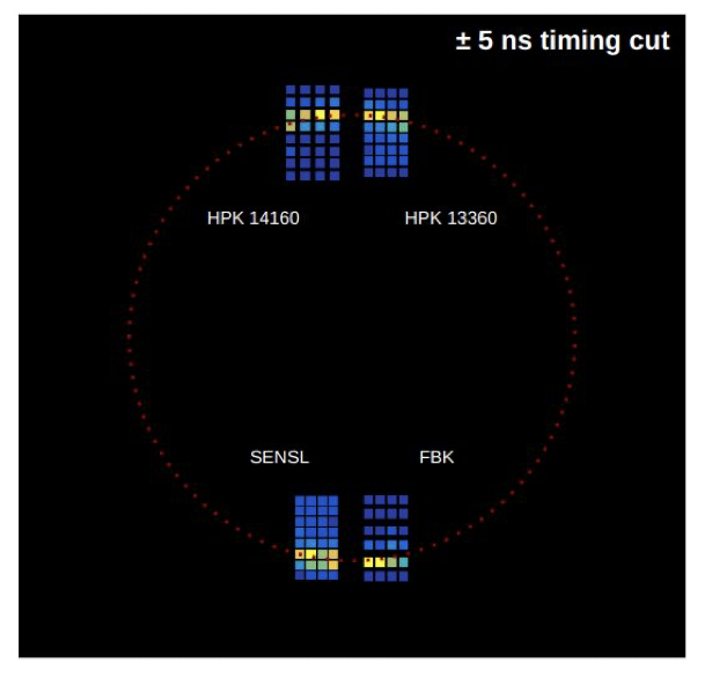 ± 5 ns timing cut
HPK 14160
HPK 13360
SENSL
FBK